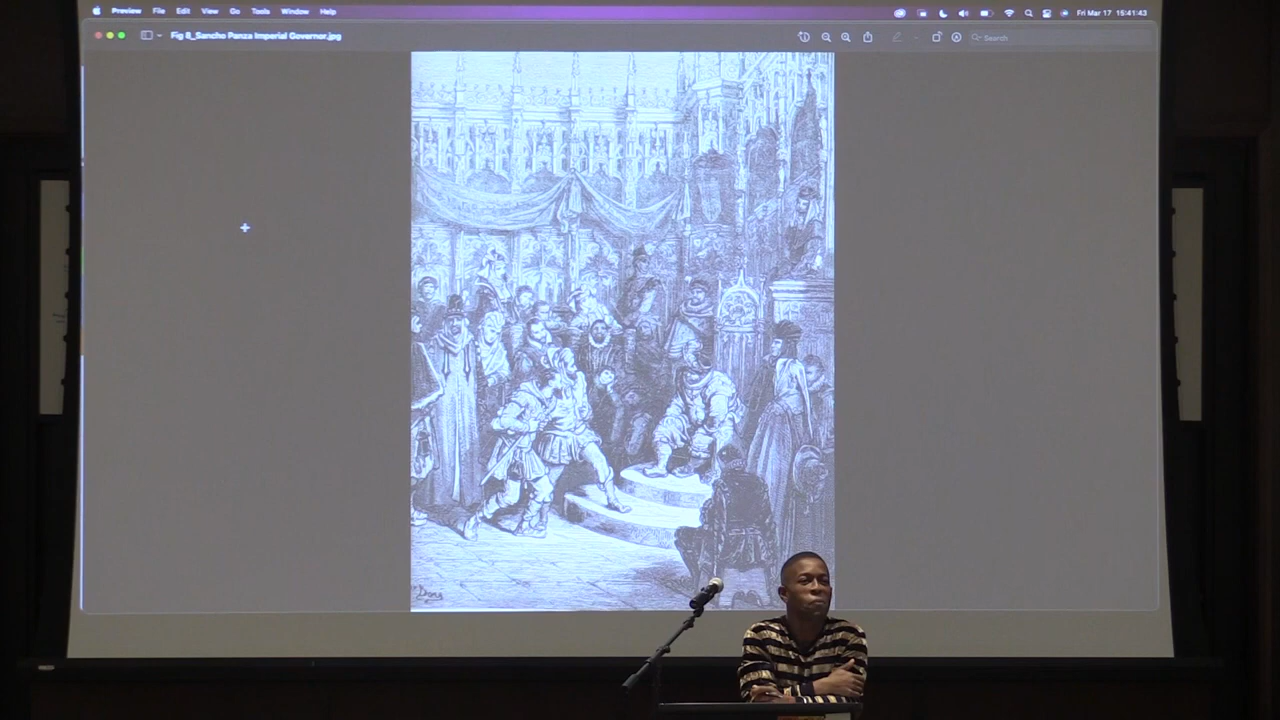 Preview File Edit View Go Tools Window Help
Fri Mar 17 15:41:43
Fig 8_Sancho Panza Imperial Governor.jpg
Search